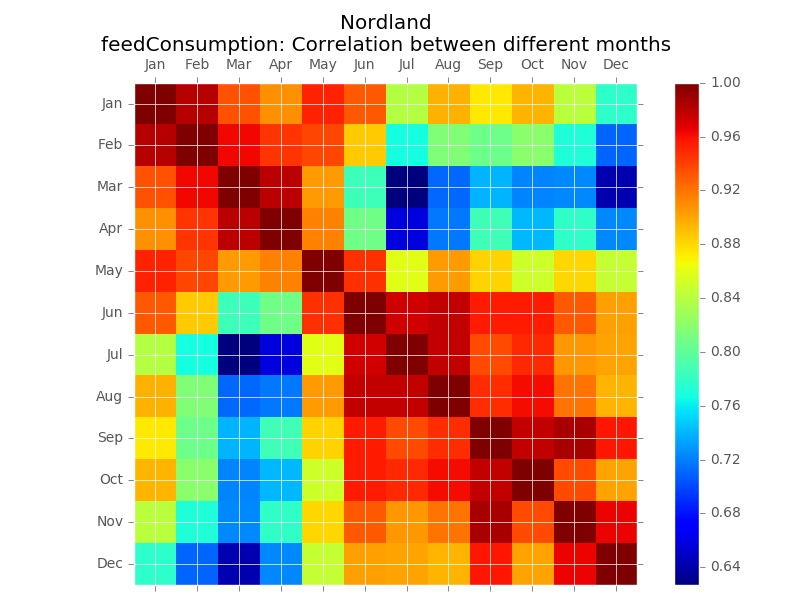 Nordland
feedConsumption: Correlation between different months
Jan Feb Mar Apr May Jun Jul Aug Sep Oct Nov Dec
Jan
Feb
Mar
Apr
May
Jun
Jul
Aug
Sep
Oct
Nov
Dec
1.00
0.96
0.92
0.88
0.84
0.80
0.76
0.72
0.68
0.64